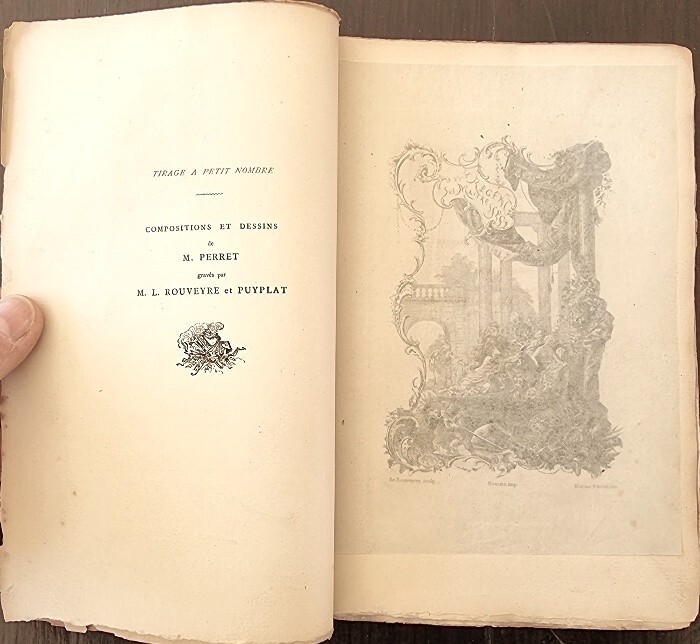 TIRAGE A PETIT NOMBRE
COMPOSITIONS ET DESSINS
de
M. PERRET
gravés par
M. L. ROUVEYRE et PUYPLAT